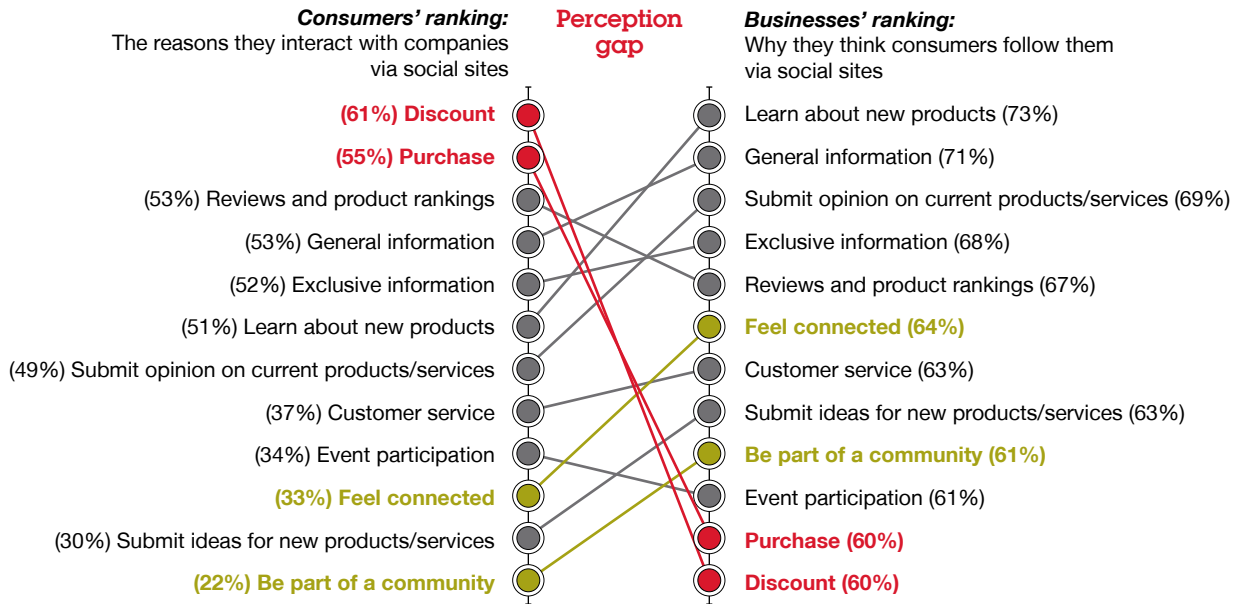 Consumers' ranking:
The reasons they interact with companies
via social sites
Perception
gap
Businesses' ranking:
Why they think consumers follow them
via social sites
(61%) Discount
(55%) Purchase
(53%) Reviews and product rankings
(53%) General information
(52%) Exclusive information
(51%) Learn about new products
(49%) Submit opinion on current products/services
(37%) Customer service
(34%) Event participation
(33%) Feel connected
(30%) Submit ideas for new products/services
(22%) Be part of a community
Learn about new products (73%)
General information (71%)
Submit opinion on current products/services (69%)
Exclusive information (68%)
Reviews and product rankings (67%)
Feel connected (64%)
Customer service (63%)
Submit ideas for new products/services (63%)
Be part of a community (61%)
Event participation (61%)
Purchase (60%)
Discount (60%)